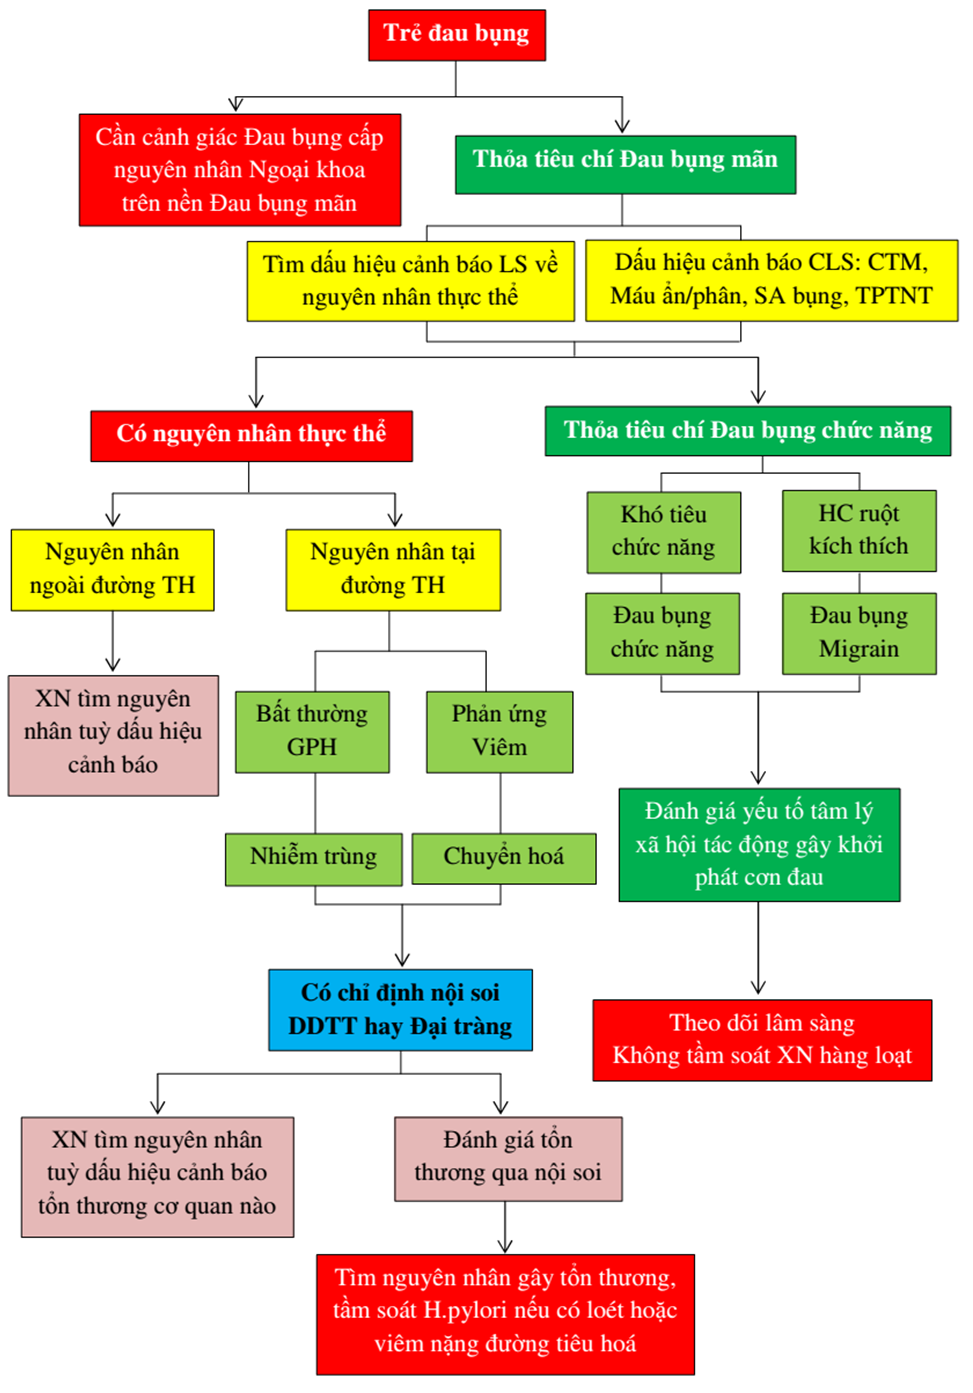 Trẻ đau bụng
Cần cảnh giác Đau bụng cấp
nguyên nhân Ngoại khoa
trên nền Đau bụng mãn
Thỏa tiêu chí Đau bụng mãn
Tìm dấu hiệu cảnh báo LS về
nguyên nhân thực thể
Dấu hiệu cảnh báo CLS: CTM,
Máu ẩn/phân, SA bụng, TPTNT
Có nguyên nhân thực thể
Thỏa tiêu chí Đau bụng chức năng
Nguyên nhân
ngoài đường TH
Nguyên nhân tại
đường TH
Khó tiêu
chức năng
HC ruột
kích thích
Đau bụng
chức năng
Đau bụng
Migrain
XN tìm nguyên
nhân tuỳ dấu hiệu
cảnh báo
Bất thường
GPH
Phản ứng
Viêm
Nhiễm trùng
Chuyển hoá
Đánh giá yếu tố tâm lý
xã hội tác động gây khởi
phát cơn đau
Có chỉ định nội soi
DDTT hay Đại tràng
Theo dõi lâm sàng
Không tầm soát XN hàng loạt
XN tìm nguyên nhân
tuỳ dấu hiệu cảnh báo
tổn thương cơ quan nào
Đánh giá tổn
thương qua nội soi
Tìm nguyên nhân gây tổn thương,
tầm soát H.pylori nếu có loét hoặc
viêm nặng đường tiêu hoá